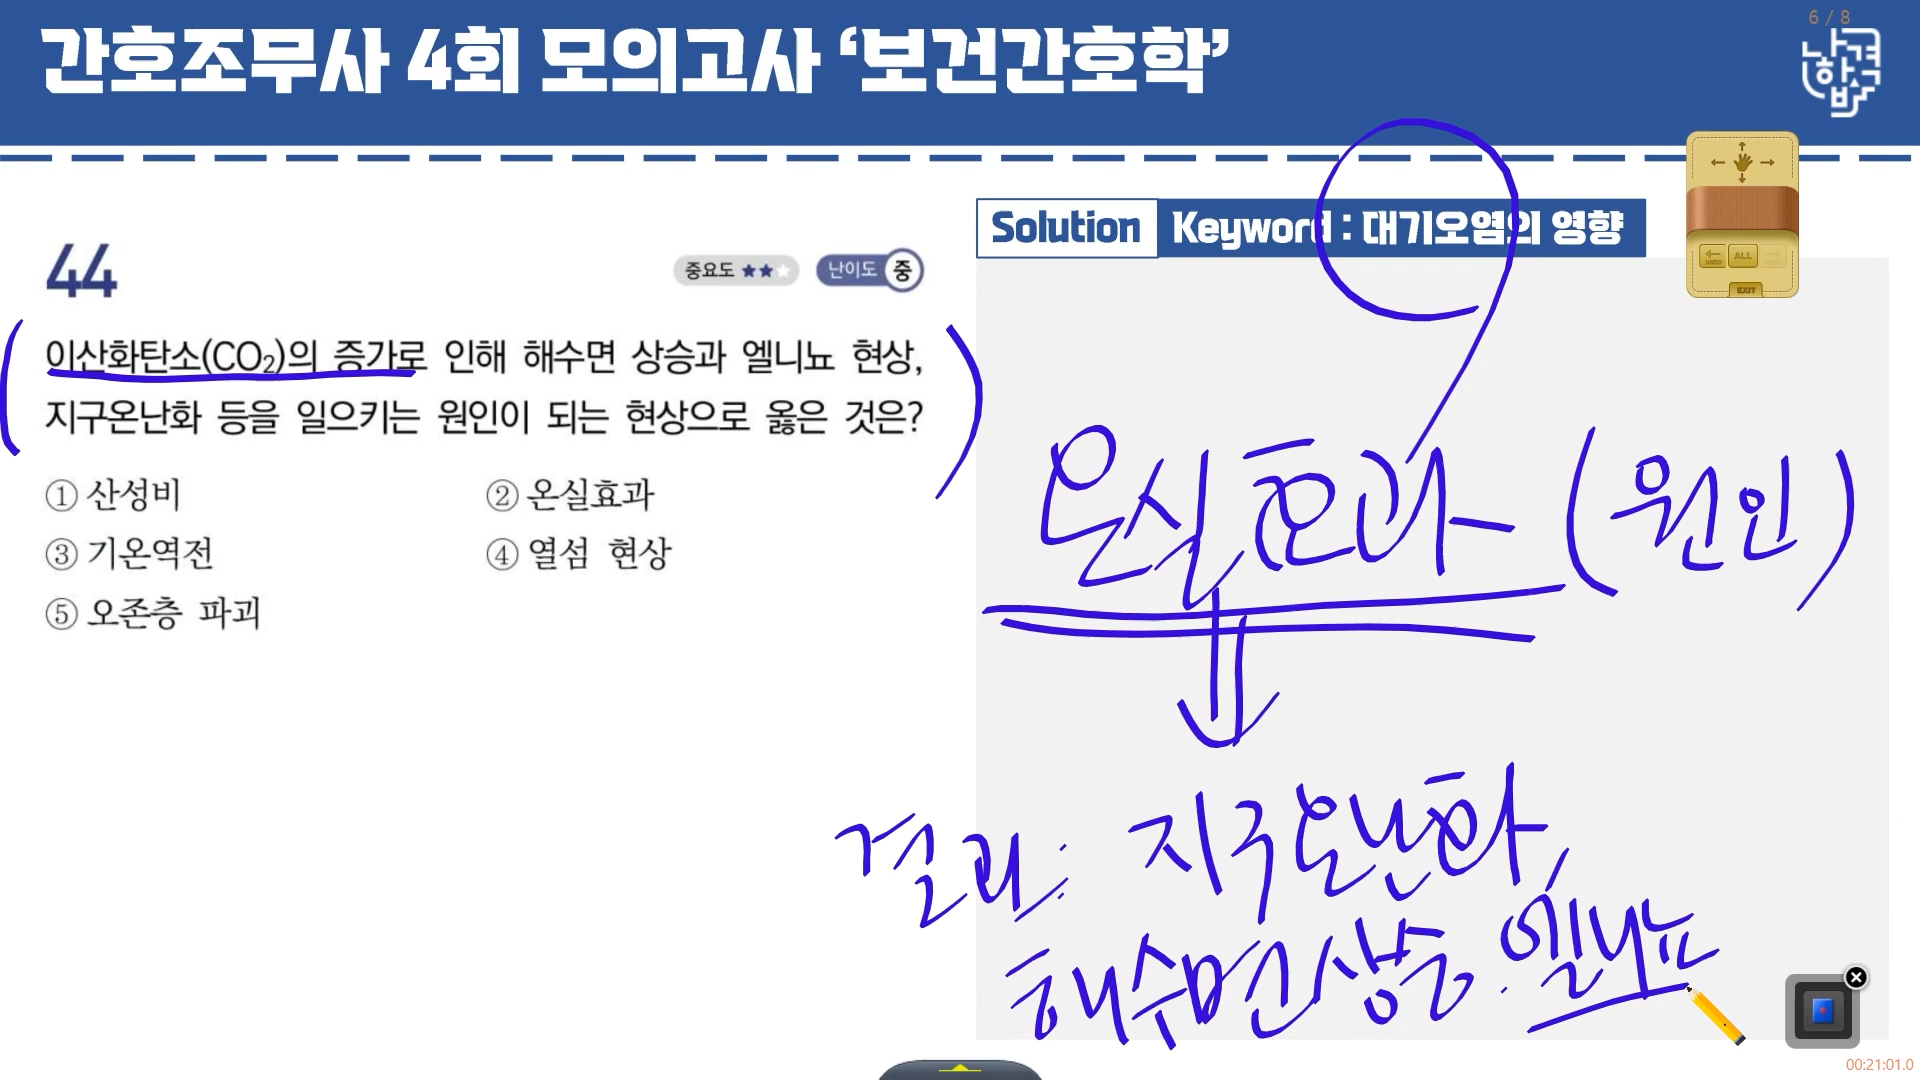 6 / 8
간호조무사 4회 모의고사 ‘보건간호학’
나합격
44
중요도 ★★☆ 난이도 중
이산화탄소(CO₂)의 증가로 인해 해수면 상승과 엘니뇨 현상,
지구온난화 등을 일으키는 원인이 되는 현상으로 옳은 것은?
① 산성비 ② 온실효과
③ 기온역전 ④ 열섬 현상
⑤ 오존층 파괴
Solution Keyword : 대기오염의 영향
UNDO ALL
EXIT
온실효과 (원인)
결과: 지구온난화,
해수면상승. 엘니뇨
00:21:01.0